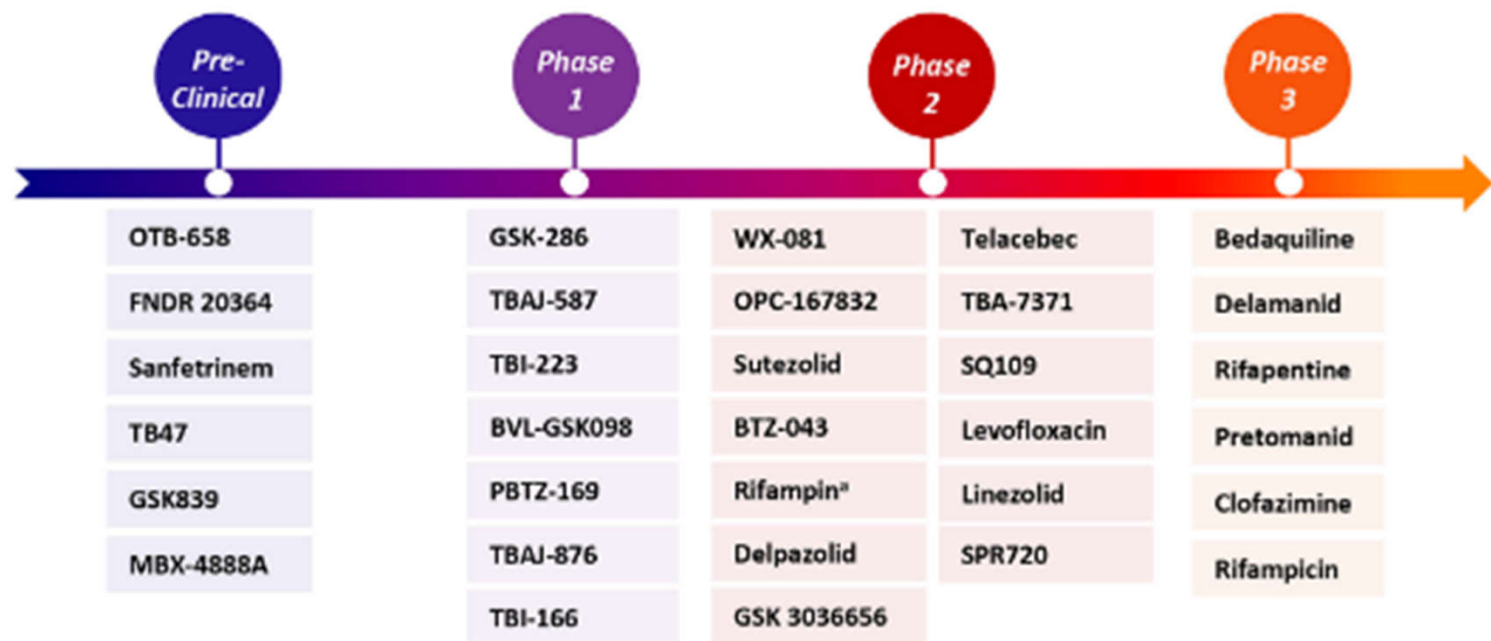 Pre-
Clinical
Phase
1
Phase
2
Phase
3
OTB-658
FNDR 20364
Sanfetrinem
TB47
GSK839
MBX-4888A
GSK-286
TBAJ-587
TBI-223
BVL-GSK098
PBTZ-169
TBAJ-876
TBI-166
WX-081
OPC-167832
Sutezolid
BTZ-043
Rifampinᵃ
Delpazolid
GSK 3036656
Telacebec
TBA-7371
SQ109
Levofloxacin
Linezolid
SPR720
Bedaquiline
Delamanid
Rifapentine
Pretomanid
Clofazimine
Rifampicin